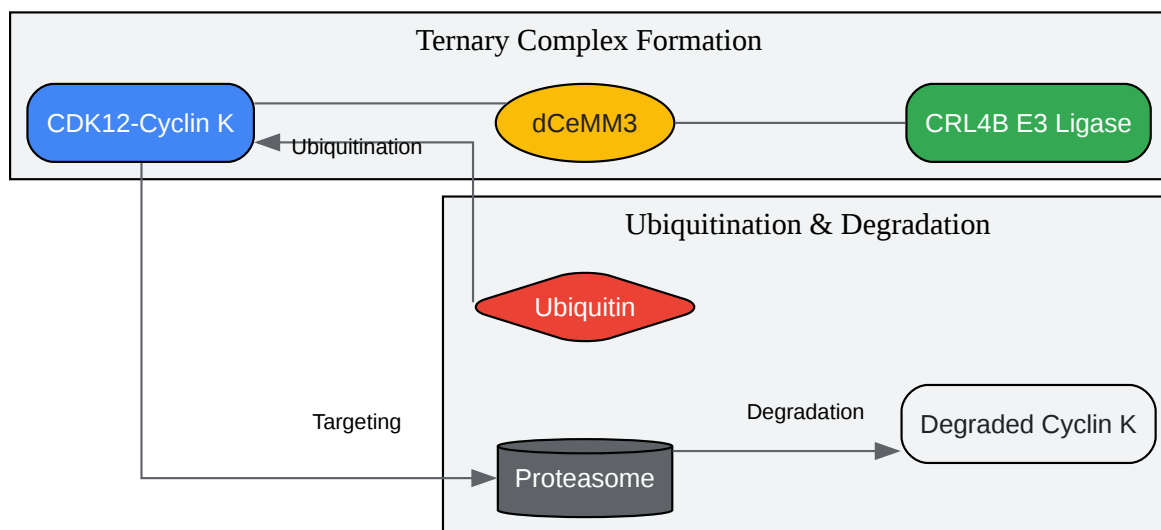 Ternary Complex Formation
CDK12-Cyclin K
dCeMM3
CRL4B E3 Ligase
Ubiquitination
Ubiquitination & Degradation
Ubiquitin
Targeting
Degradation
Degraded Cyclin K
Proteasome